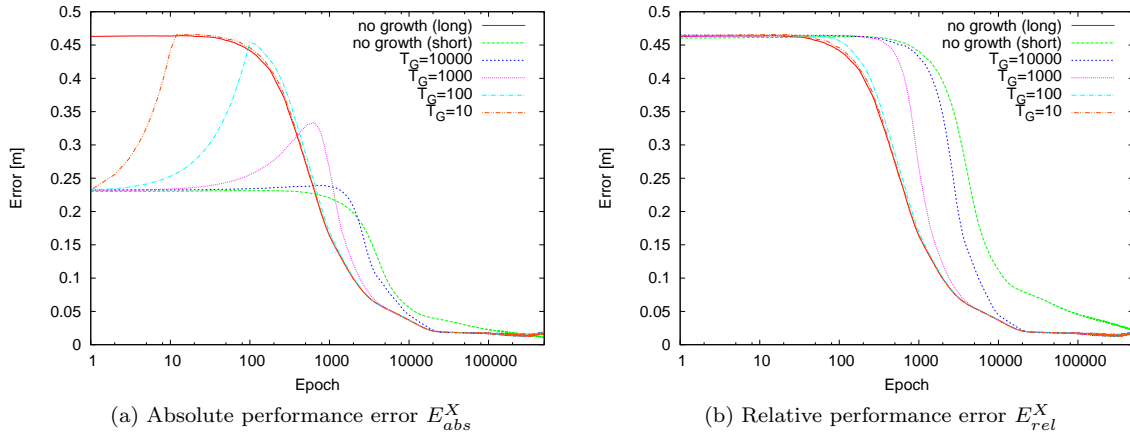 0.5
0.45
0.4
0.35
0.3
0.25
0.2
0.15
0.1
0.05
0
Error [m]
1
10
100
1000
10000
100000
Epoch
no growth (long)
no growth (short)
T_G=10000
T_G=1000
T_G=100
T_G=10
(a) Absolute performance error E^X_{abs}
0.5
0.45
0.4
0.35
0.3
0.25
0.2
0.15
0.1
0.05
0
Error [m]
1
10
100
1000
10000
100000
Epoch
no growth (long)
no growth (short)
T_G=10000
T_G=1000
T_G=100
T_G=10
(b) Relative performance error E^X_{rel}